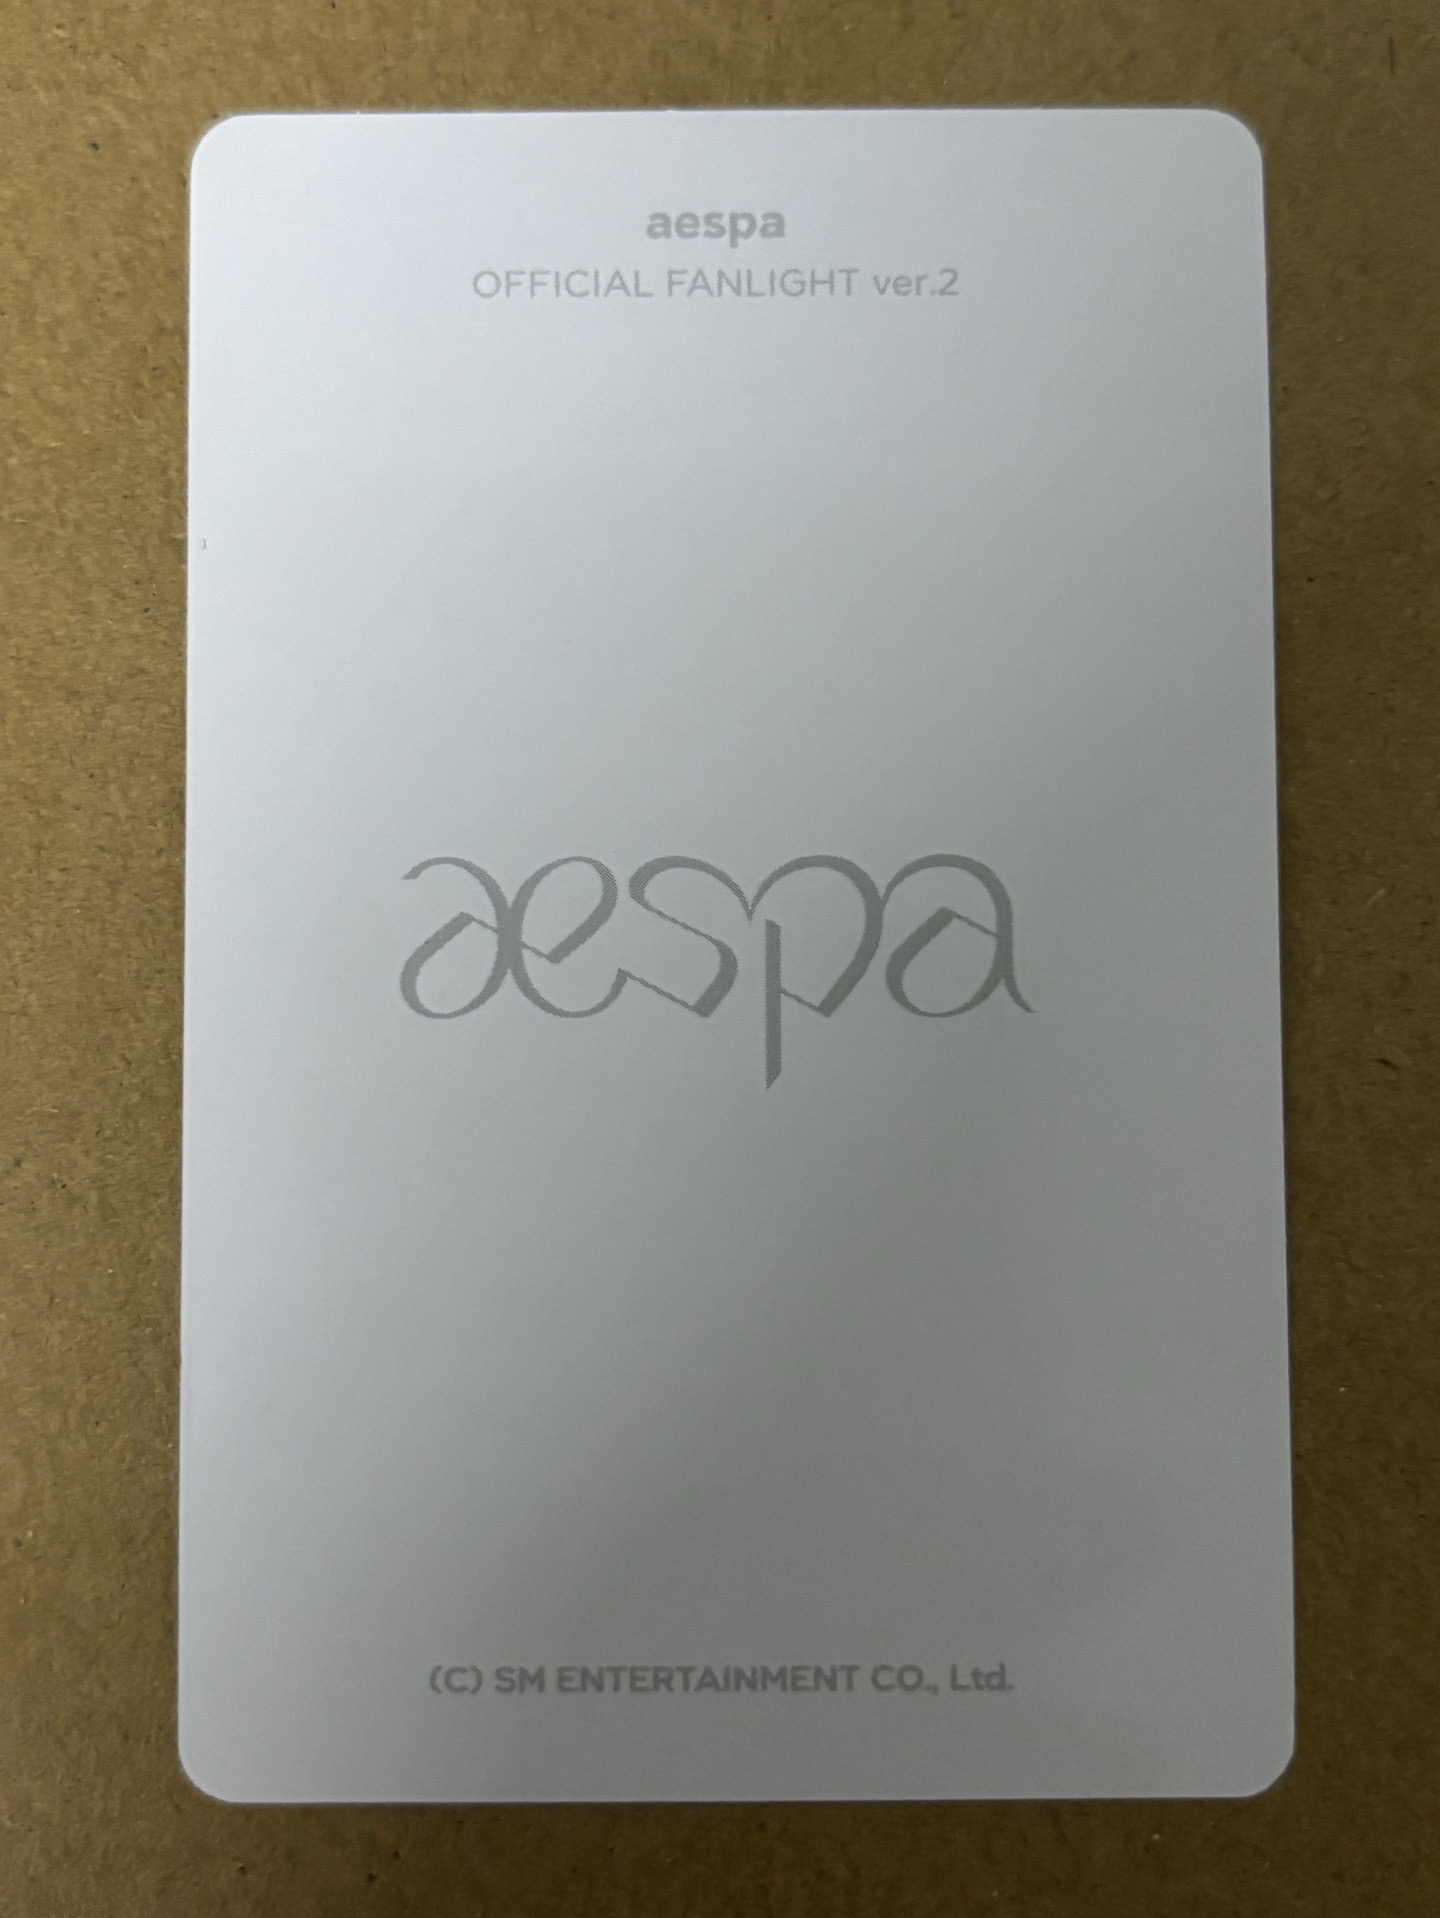 aespa
OFFICIAL FANLIGHT ver.2
aespa
(C) SM ENTERTAINMENT CO., Ltd.